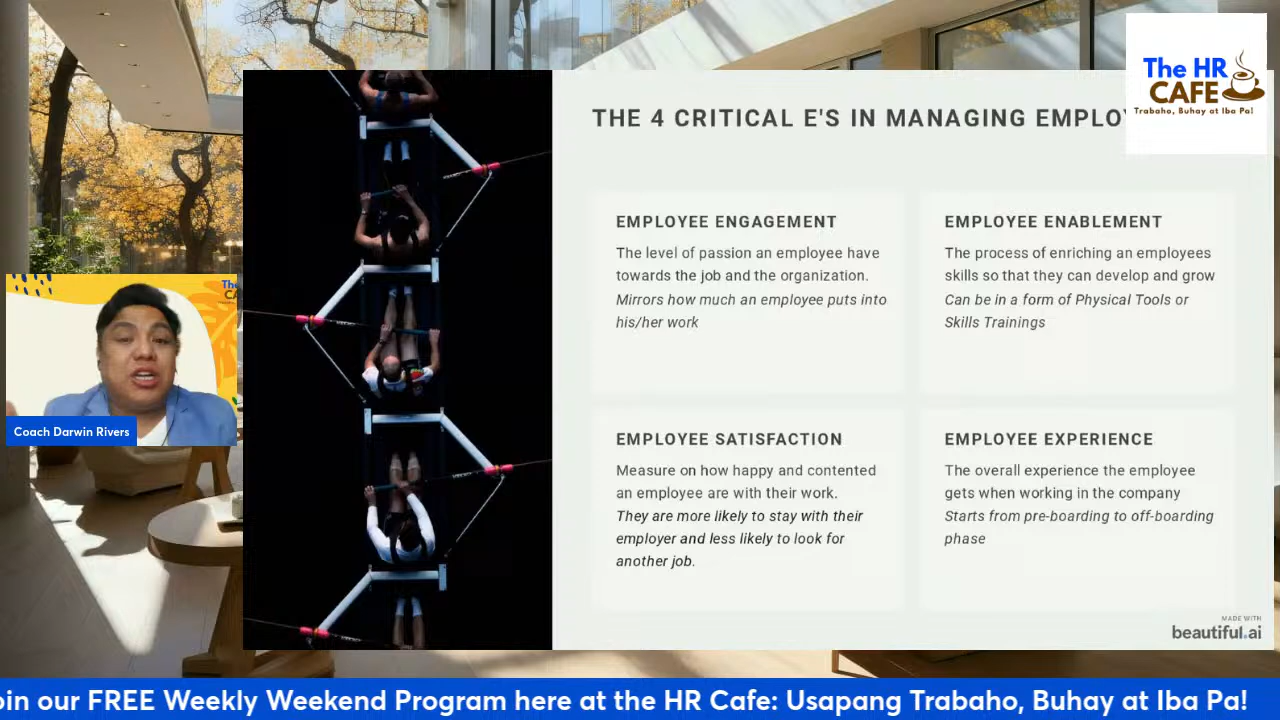 The HR
CAFE
Trabaho, Buhay at Iba Pa!
THE 4 CRITICAL E'S IN MANAGING EMPLOY
EMPLOYEE ENGAGEMENT
The level of passion an employee have
towards the job and the organization.
Mirrors how much an employee puts into
his/her work
EMPLOYEE ENABLEMENT
The process of enriching an employees
skills so that they can develop and grow
Can be in a form of Physical Tools or
Skills Trainings
EMPLOYEE SATISFACTION
Measure on how happy and contented
an employee are with their work.
They are more likely to stay with their
employer and less likely to look for
another job.
EMPLOYEE EXPERIENCE
The overall experience the employee
gets when working in the company
Starts from pre-boarding to off-boarding
phase
The
CA
Coach Darwin Rivers
MADE WITH
beautiful.ai
oin our FREE Weekly Weekend Program here at the HR Cafe: Usapang Trabaho, Buhay at Iba Pa!